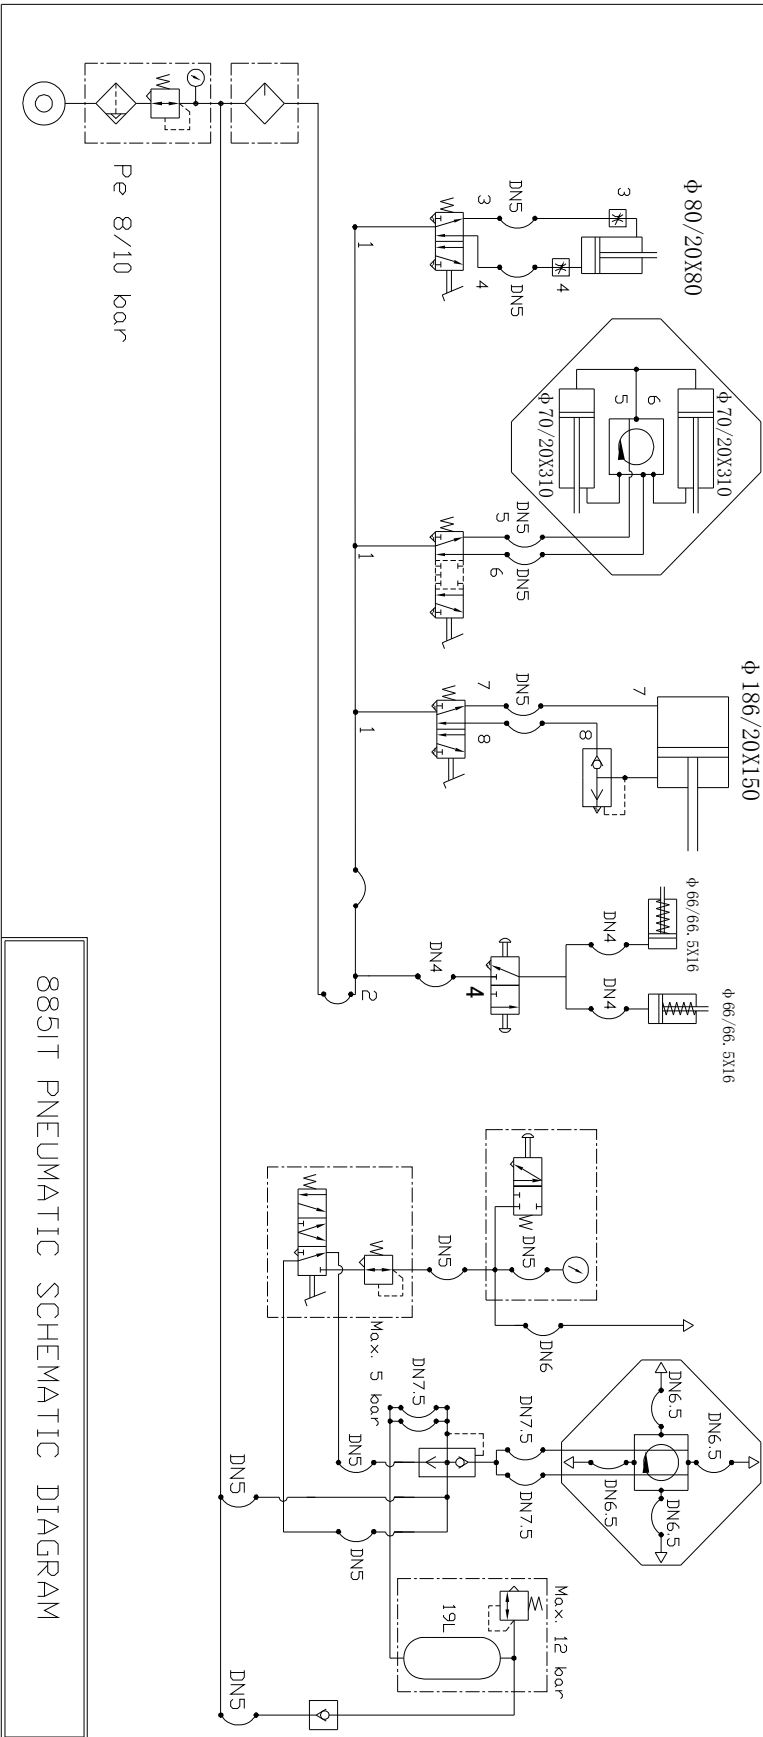 Pe 8/10 bar
ϕ80/20X80
3
4
DN5
DN5
3
4
1
ϕ70/20X310
ϕ70/20X310
6
5
DN5
DN5
5
6
1
ϕ186/20X150
7
8
DN5
7
8
1
ϕ66/66.5X16
ϕ66/66.5X16
DN4
DN4
DN4
4
2
DN5
DN5
DN6
Max. 5 bar
DN6.5
DN6.5
DN6.5
DN6.5
DN7.5
DN7.5
DN7.5
DN5
DN5
DN5
Max. 12 bar
19L
DN5
885IT PNEUMATIC SCHEMATIC DIAGRAM